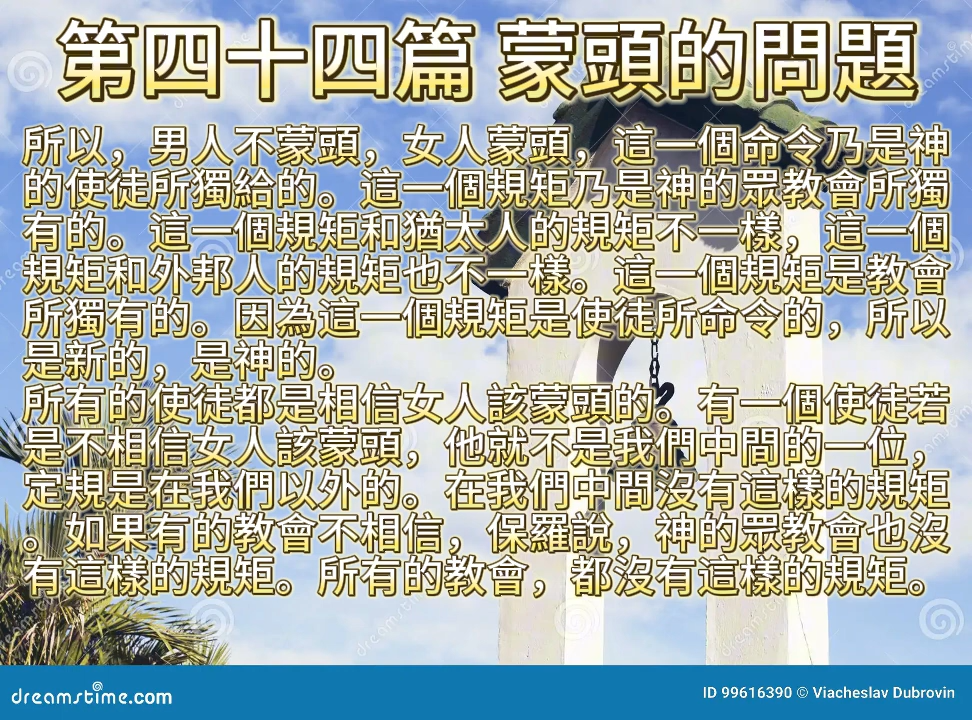 第四十四篇 蒙頭的問題
所以，男人不蒙頭，女人蒙頭，這一個命令乃是神
的使徒所獨給的。這一個規矩乃是神的眾教會所獨
有的。這一個規矩和猶太人的規矩不一樣，這一個
規矩和外邦人的規矩也不一樣。這一個規矩是教會
所獨有的。因為這一個規矩是使徒所命令的，所以
是新的，是神的。
所有的使徒都是相信女人該蒙頭的。有一個使徒若
是不相信女人該蒙頭，他就不是我們中間的一位，
定規是在我們以外的。在我們中間沒有這樣的規矩
。如果有的教會不相信，保羅說，神的眾教會也沒
有這樣的規矩。所有的教會，都沒有這樣的規矩。
dreamstime.com
ID 99616390 © Viacheslav Dubrovin